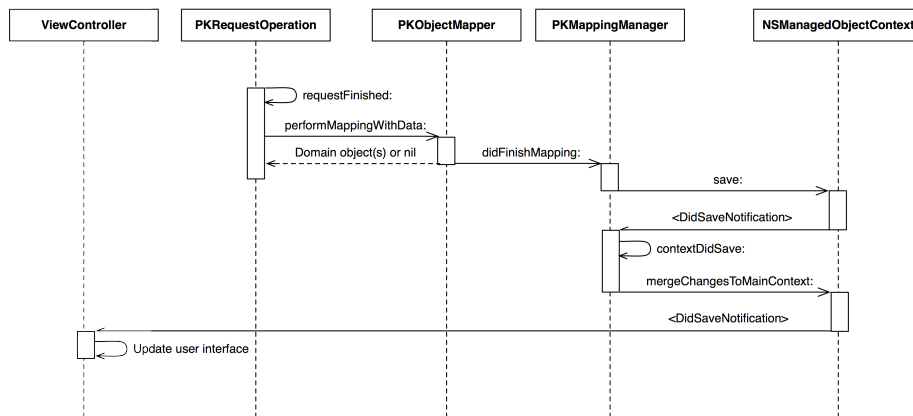 ViewController
PKRequestOperation
PKObjectMapper
PKMappingManager
NSManagedObjectContext
requestFinished:
performMappingWithData:
Domain object(s) or nil
didFinishMapping:
save:
<DidSaveNotification>
contextDidSave:
mergeChangesToMainContext:
<DidSaveNotification>
Update user interface